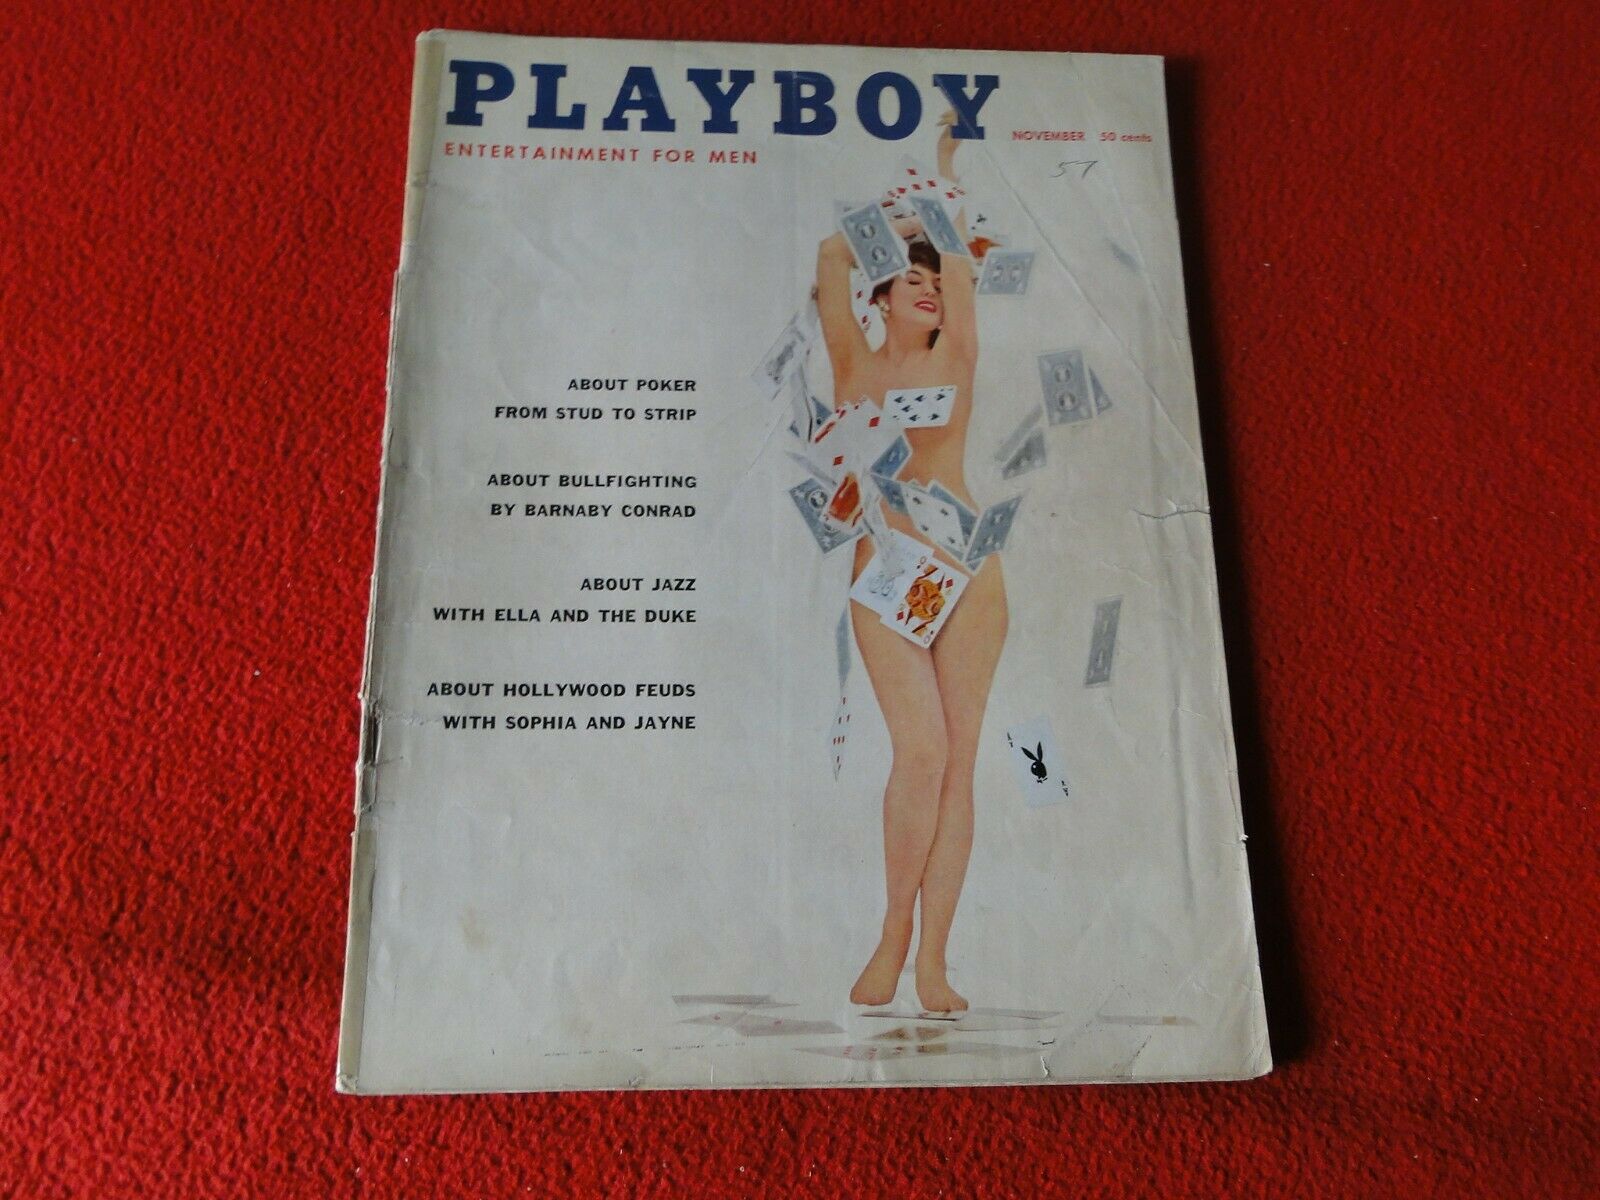 PLAYBOY
ENTERTAINMENT FOR MEN
NOVEMBER 50 cents
57
ABOUT POKER
FROM STUD TO STRIP
ABOUT BULLFIGHTING
BY BARNABY CONRAD
ABOUT JAZZ
WITH ELLA AND THE DUKE
ABOUT HOLLYWOOD FEUDS
WITH SOPHIA AND JAYNE